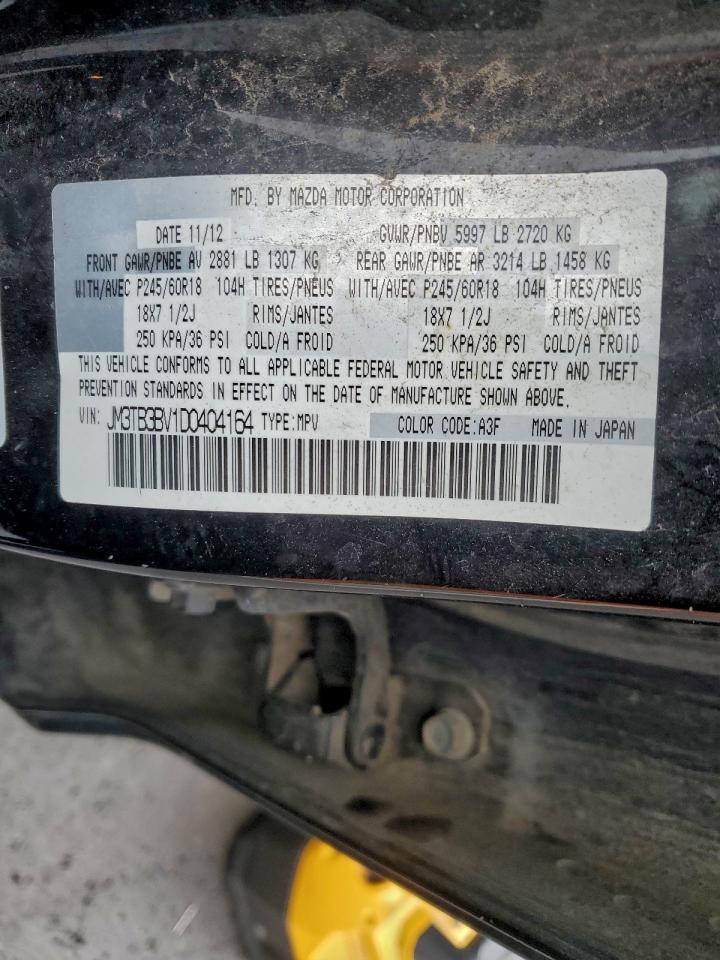 MFD. BY MAZDA MOTOR CORPORATION
DATE 11/12 GVWR/PNBV 5997 LB 2720 KG
FRONT GAWR/PNBE AV 2881 LB 1307 KG REAR GAWR/PNBE AR 3214 LB 1458 KG
WITH/AVEC P245/60R18 104H TIRES/PNEUS WITH/AVEC P245/60R18 104H TIRES/PNEUS
18X7 1/2J RIMS/JANTES 18X7 1/2J RIMS/JANTES
250 KPA/36 PSI COLD/A FROID 250 KPA/36 PSI COLD/A FROID
THIS VEHICLE CONFORMS TO ALL APPLICABLE FEDERAL MOTOR VEHICLE SAFETY AND THEFT
PREVENTION STANDARDS IN EFFECT ON THE DATE OF MANUFACTURE SHOWN ABOVE.
VIN: JM3TB3BV1D0404164 TYPE:MPV COLOR CODE:A3F MADE IN JAPAN